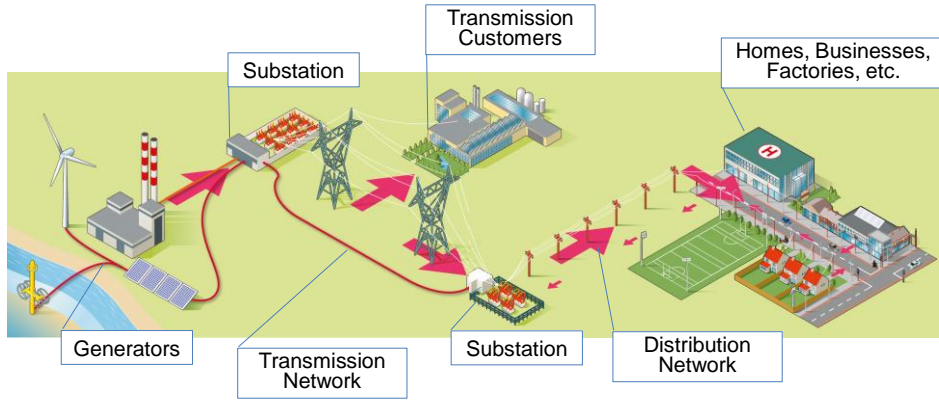 Transmission
Customers
Homes, Businesses,
Factories, etc.
Substation
H
Generators
Transmission
Network
Substation
Distribution
Network